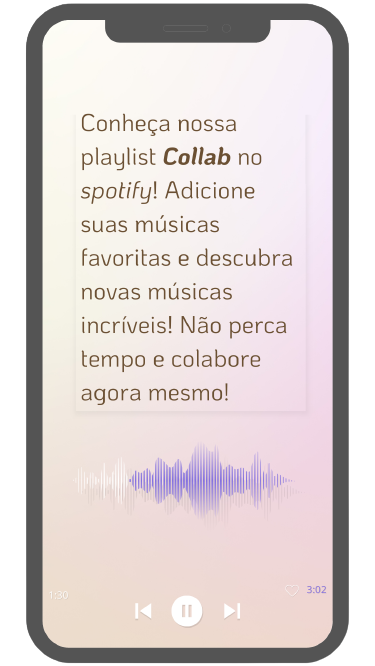 Conheça nossa
playlist Collab no
spotify! Adicione
suas músicas
favoritas e descubra
novas músicas
incríveis! Não perca
tempo e colabore
agora mesmo!
1:30
3:02